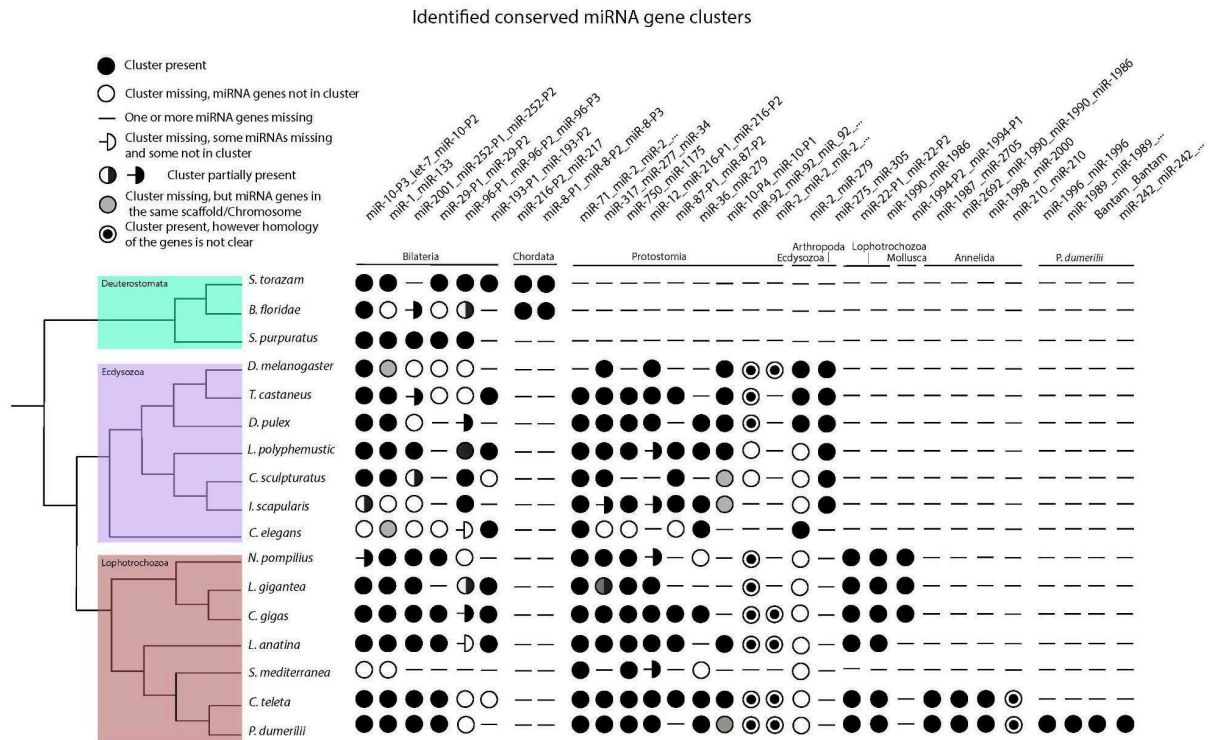 Identified conserved miRNA gene clusters
Cluster present
Cluster missing, miRNA genes not in cluster
One or more miRNA genes missing
Cluster missing, some miRNAs missing
and some not in cluster
Cluster partially present
Cluster missing, but miRNA genes in
the same scaffold/Chromosome
Cluster present, however homology
of the genes is not clear
miR-10-P3_let-7_miR-10-P2
miR-1_miR-133
miR-2001_miR-252-P1_miR-252-P2
miR-29-P1_miR-29-P2
miR-96-P1_miR-96-P2_miR-96-P3
miR-193-P1_miR-193-P2
miR-216-P2_miR-217
miR-8-P1_miR-8-P2_miR-8-P3
miR-71_miR-2_miR-2_...
miR-317_miR-277_miR-34
miR-750_miR-1175
miR-12_miR-216-P1_miR-216-P2
miR-87-P1_miR-87-P2
miR-36_miR-279
miR-10-P4_miR-10-P1
miR-92_miR-92_miR-92_...
miR-2_miR-2_miR-2_...
miR-2_miR-279
miR-275_miR-305
miR-22-P1_miR-22-P2
miR-1990_miR-1986
miR-1994-P2_miR-1994-P1
miR-1987_miR-2705
miR-2692_miR-1990_miR-1990_miR-1986
miR-1998_miR-2000
miR-210_miR-210
miR-1996_miR-1996
miR-1989_miR-1989_...
Bantam_Bantam
miR-242_miR-242_...
Bilateria
Chordata
Protostomia
Arthropoda
Ecdysozoa
Lophotrochozoa
Mollusca
Annelida
P. dumerilii
Deuterostomata
S. torazam
B. floridae
S. purpuratus
Ecdysozoa
D. melanogaster
T. castaneus
D. pulex
L. polyphemustic
C. sculpturatus
I. scapularis
C. elegans
Lophotrochozoa
N. pompilius
L. gigantea
C. gigas
L. anatina
S. mediterranea
C. teleta
P. dumerilii